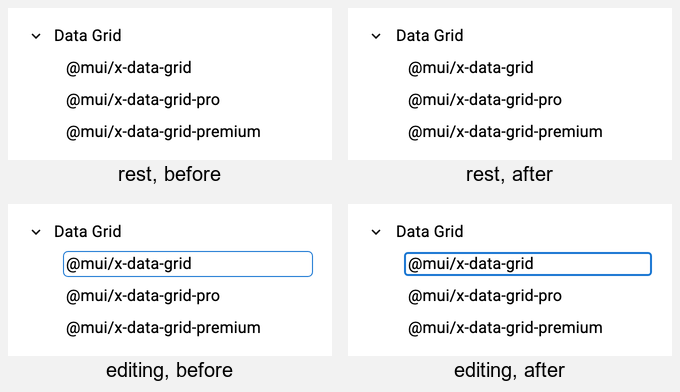 Data Grid
@mui/x-data-grid
@mui/x-data-grid-pro
@mui/x-data-grid-premium
rest, before
Data Grid
@mui/x-data-grid
@mui/x-data-grid-pro
@mui/x-data-grid-premium
rest, after
Data Grid
@mui/x-data-grid
@mui/x-data-grid-pro
@mui/x-data-grid-premium
editing, before
Data Grid
@mui/x-data-grid
@mui/x-data-grid-pro
@mui/x-data-grid-premium
editing, after